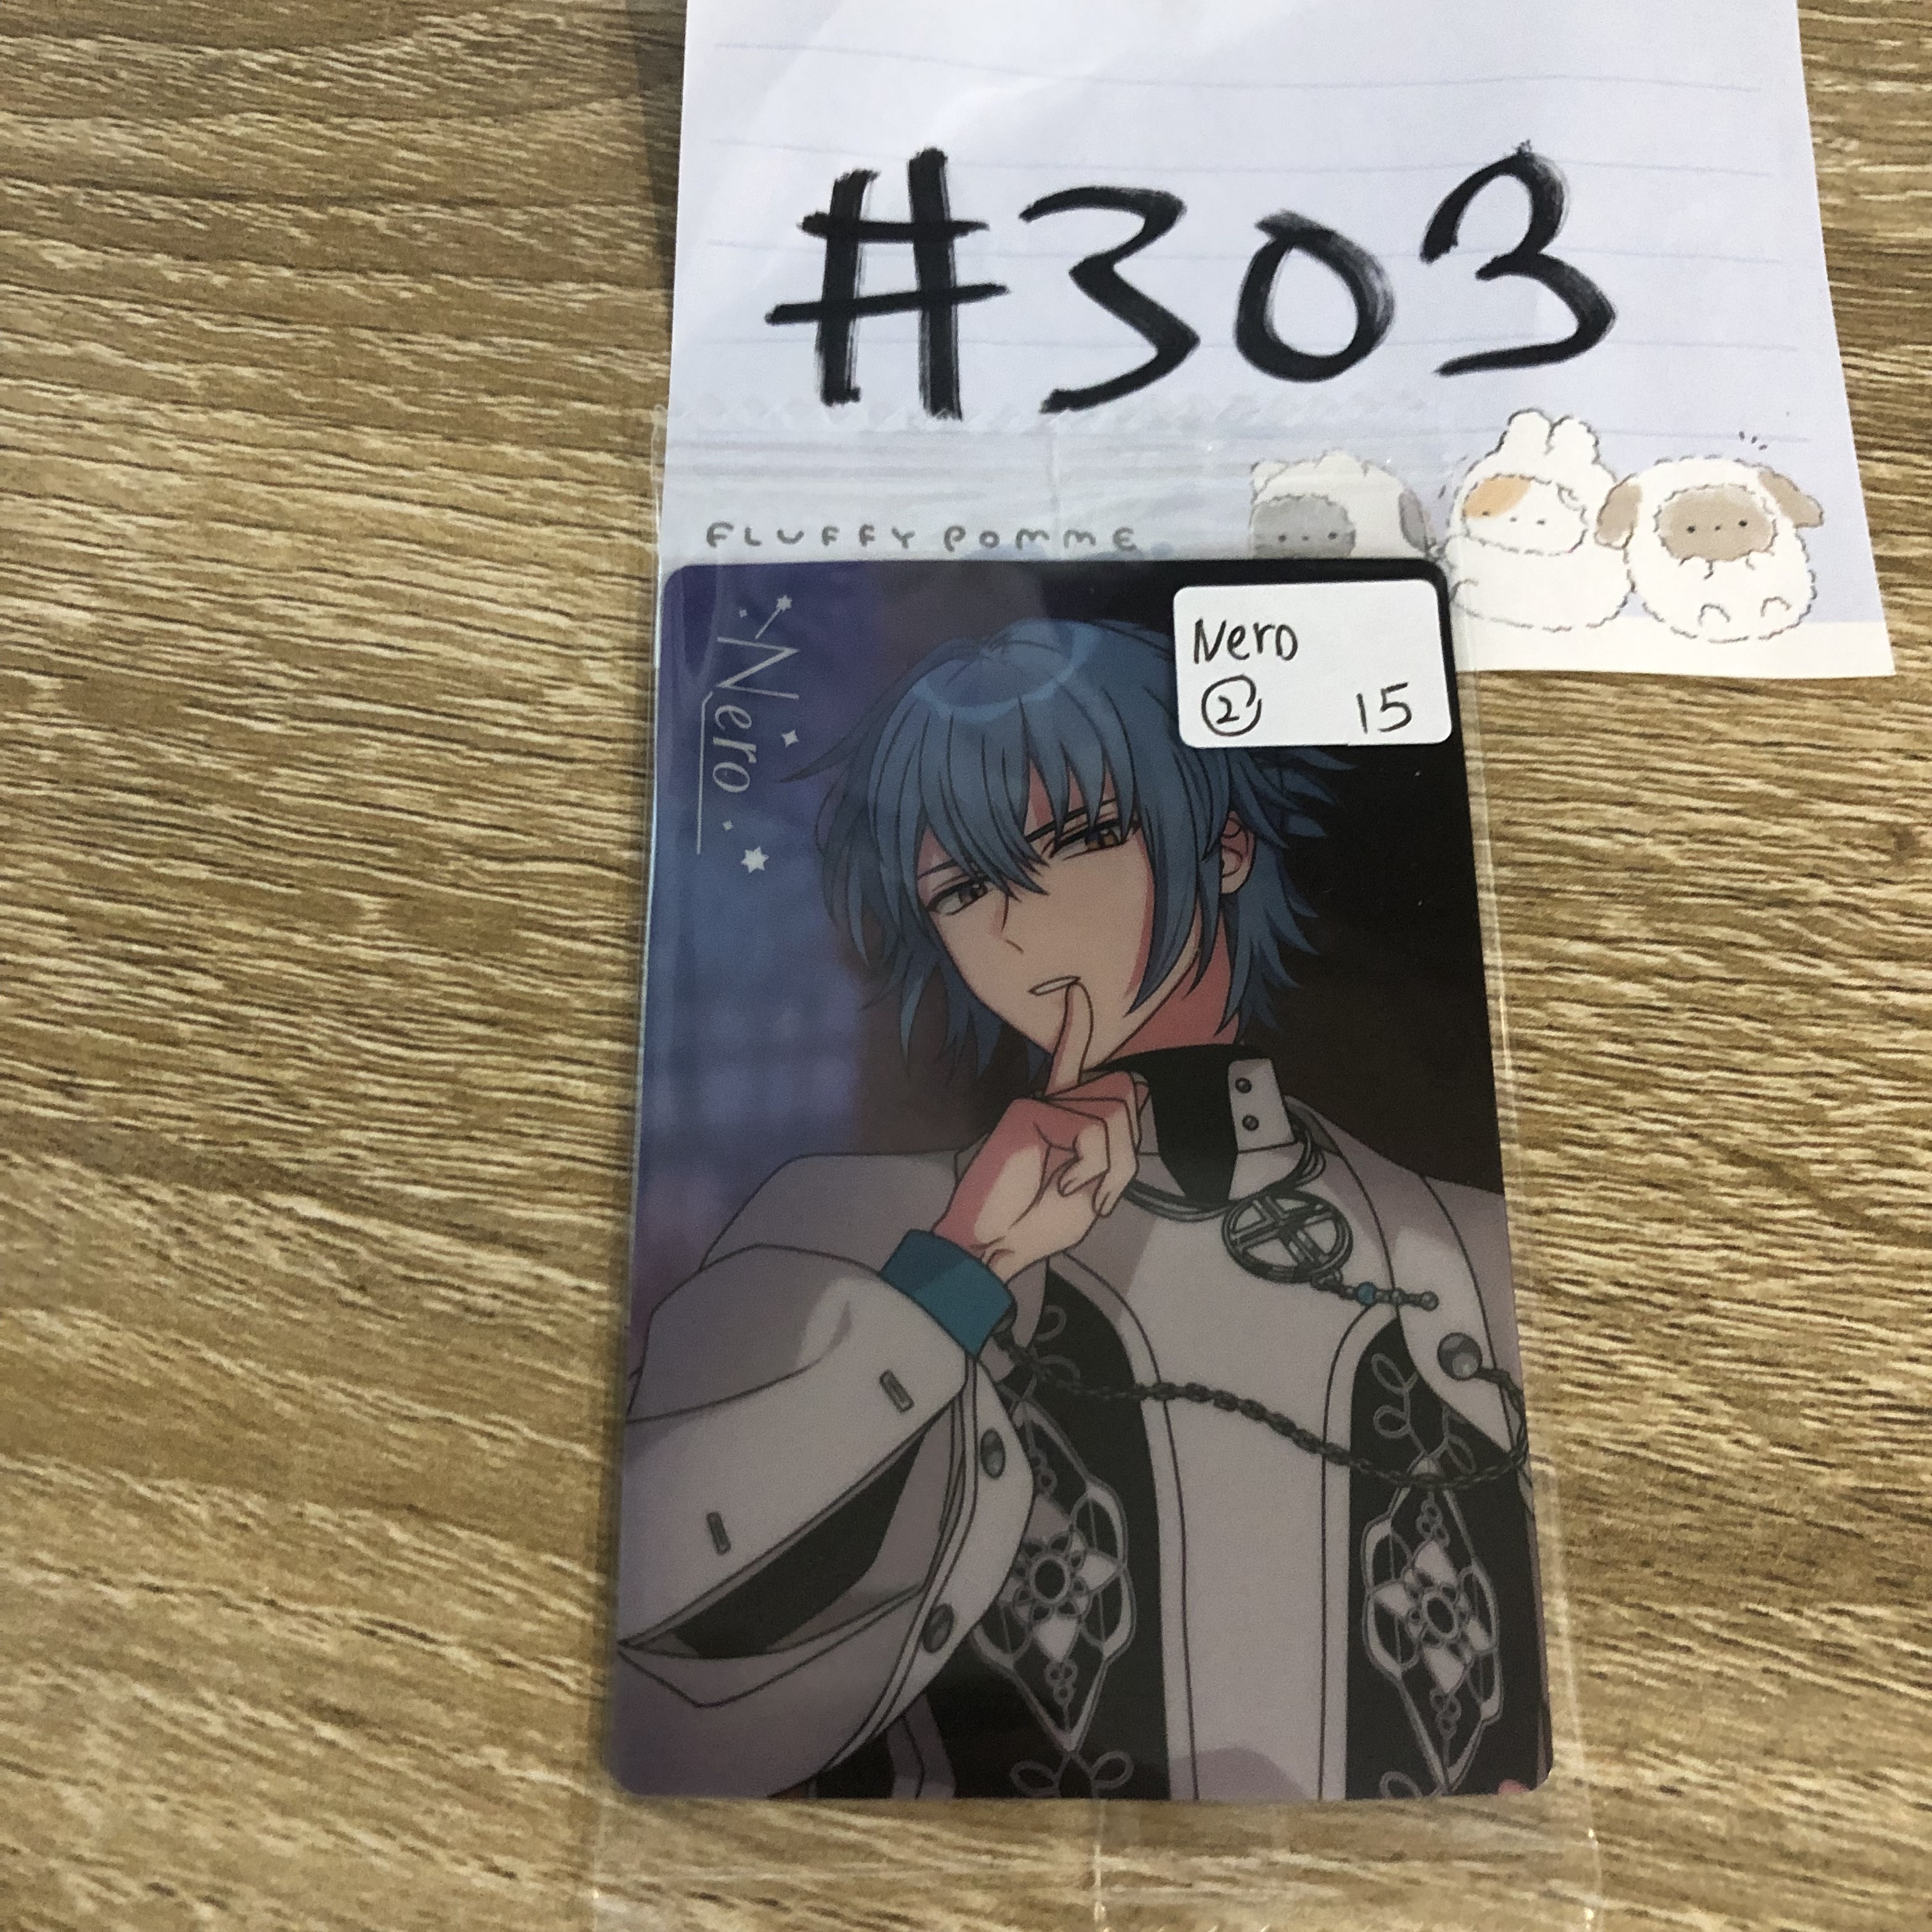 #303
FLUFFY POMME
Nero
② 15
Nero